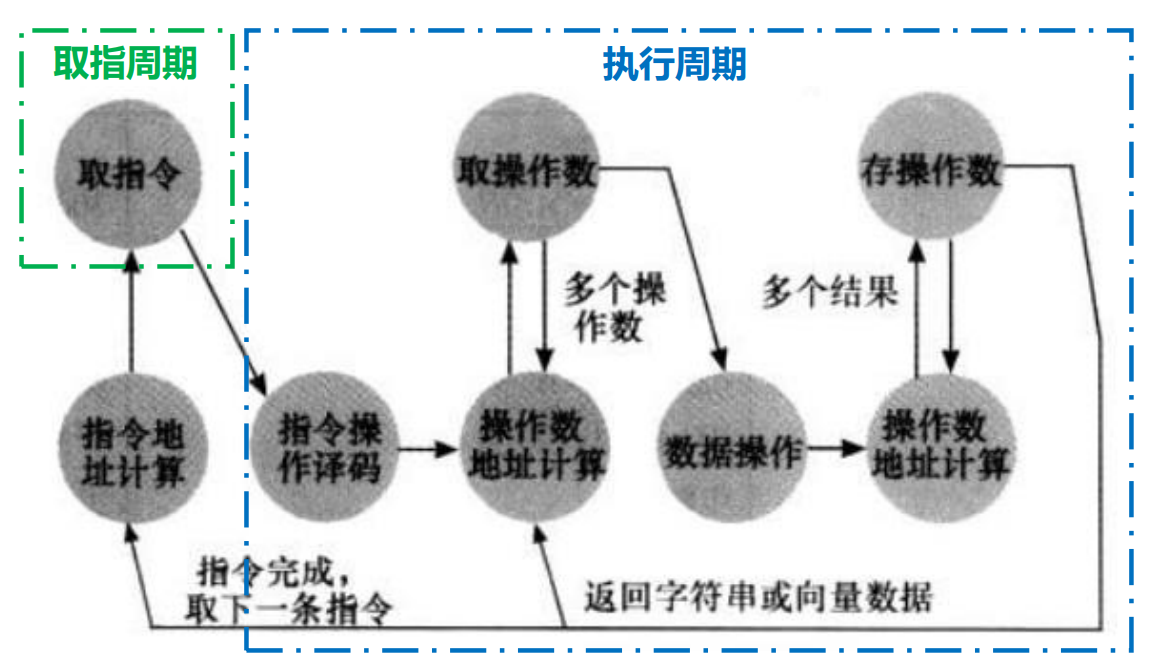 取指周期
执行周期
取指令
取操作数
存操作数
多个操
作数
多个结果
指令地
址计算
指令操
作译码
操作数
地址计算
数据操作
操作数
地址计算
指令完成，
取下一条指令
返回字符串或向量数据